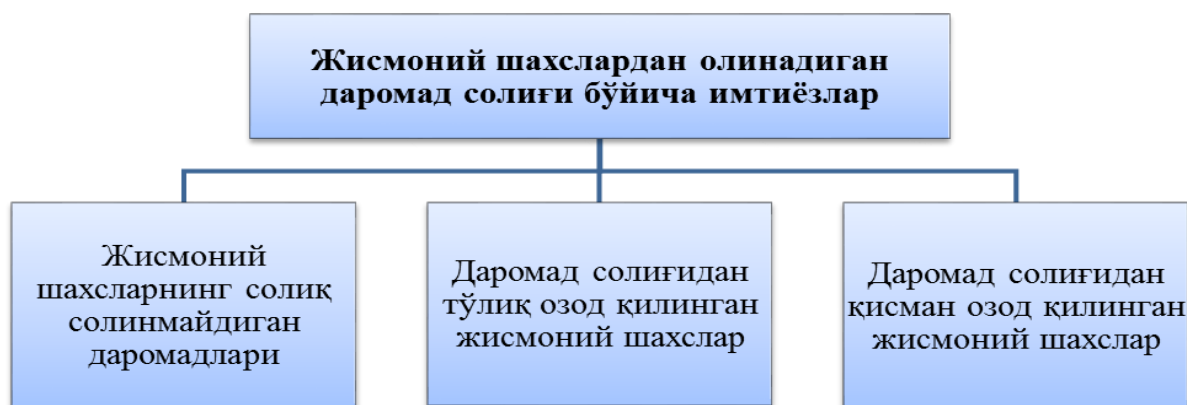 Жисмоний шахслардан олинадиган
даромад солиғи бўйича имтиёзлар
Жисмоний
шахсларнинг солиқ
солинмайдиган
даромадлари
Даромад солиғидан
тўлиқ озод қилинган
жисмоний шахслар
Даромад солиғидан
қисман озод қилинган
жисмоний шахслар